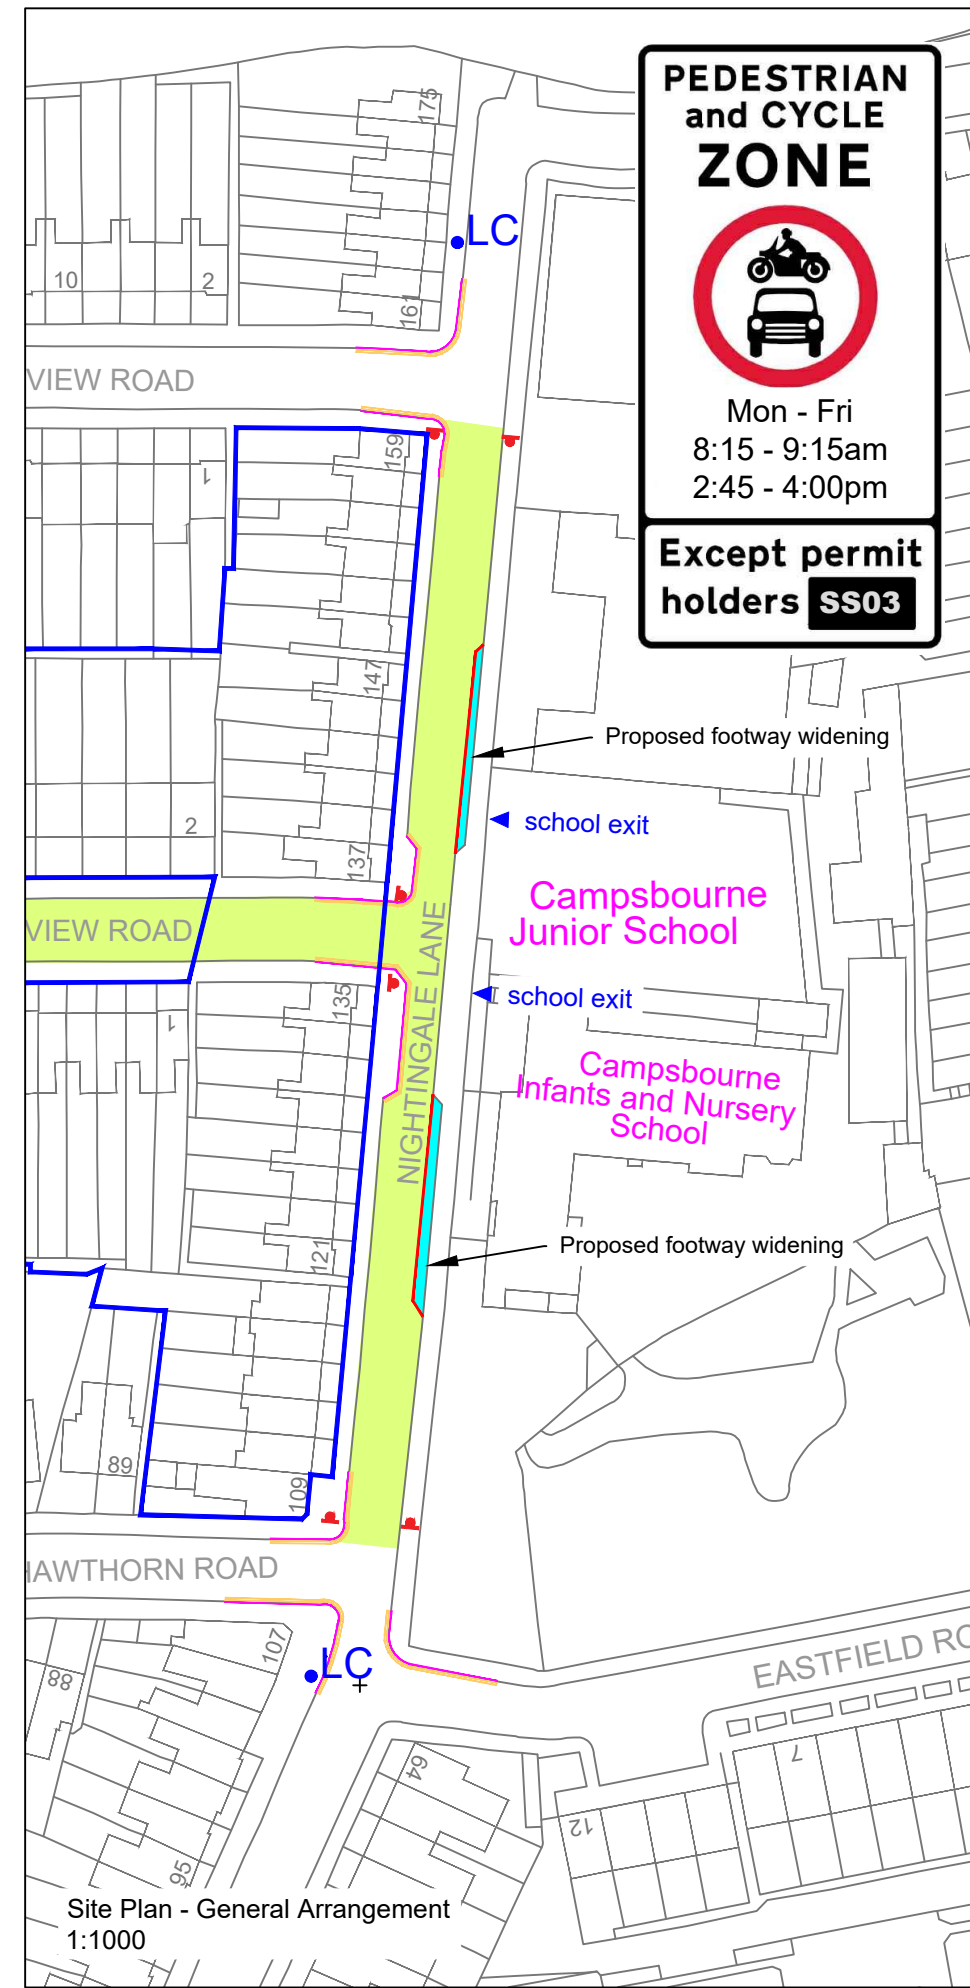 PEDESTRIAN
and CYCLE
ZONE
Mon - Fri
8:15 - 9:15am
2:45 - 4:00pm
Except permit
holders SS03
175
LC
10
2
161
VIEW ROAD
159
1
147
Proposed footway widening
school exit
2
137
Campsbourne
Junior School
VIEW ROAD
NIGHTINGALE LANE
school exit
135
1
Campsbourne
Infants and Nursery
School
121
Proposed footway widening
89
109
HAWTHORN ROAD
107
LC
88
EASTFIELD RO
64
7
12
95
Site Plan - General Arrangement
1:1000